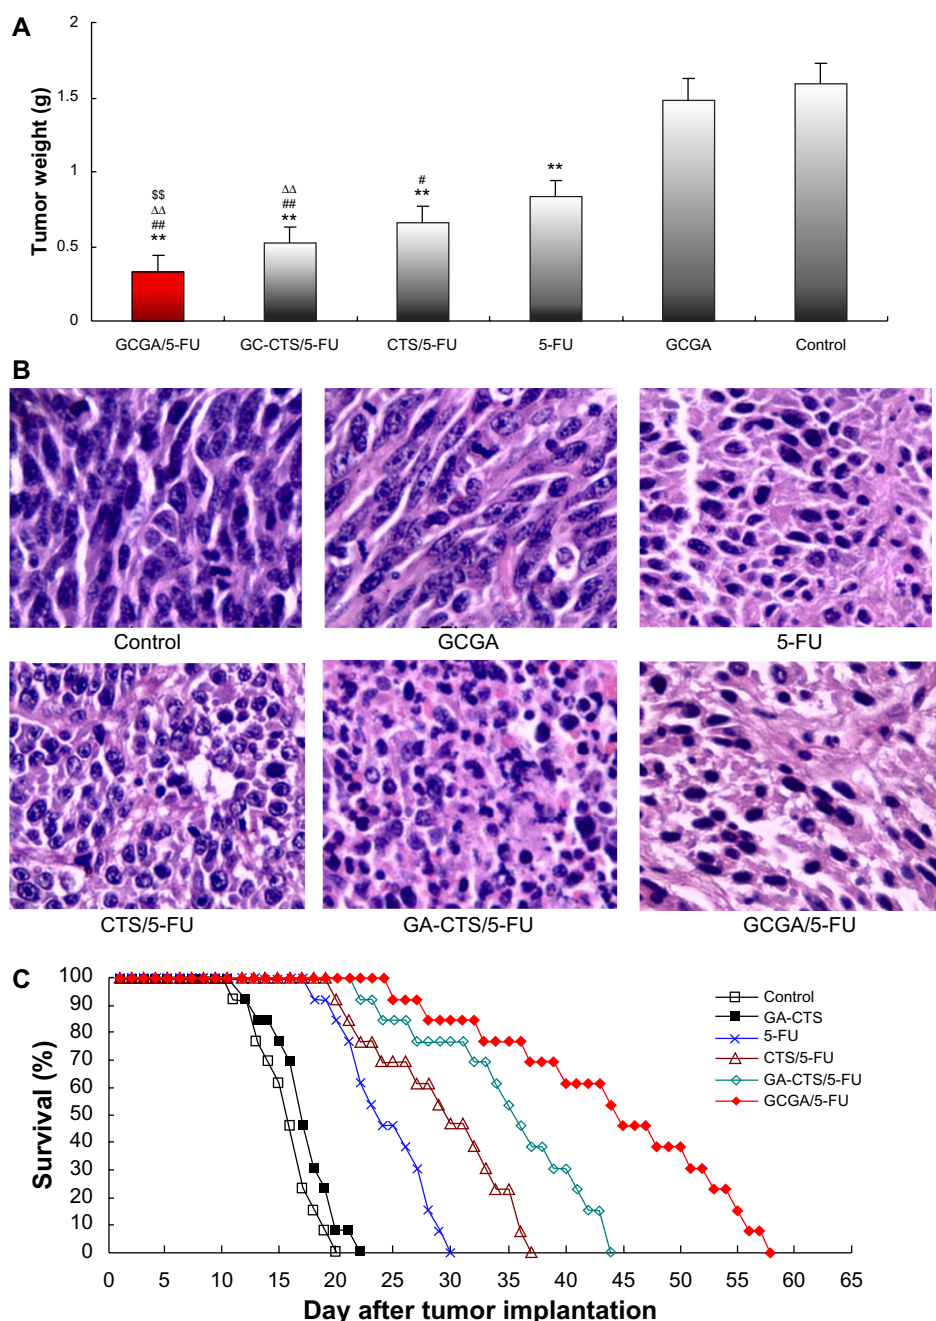 A
Tumor weight (g)
2
1.5
1
0.5
0
$$
ΔΔ
##
**
ΔΔ
##
**
#
**
**
GCGA/5-FU GC-CTS/5-FU CTS/5-FU 5-FU GCGA Control
B
Control GCGA 5-FU
CTS/5-FU GA-CTS/5-FU GCGA/5-FU
C
Survival (%)
100
90
80
70
60
50
40
30
20
10
0
Control
GA-CTS
5-FU
CTS/5-FU
GA-CTS/5-FU
GCGA/5-FU
0 5 10 15 20 25 30 35 40 45 50 55 60 65
Day after tumor implantation